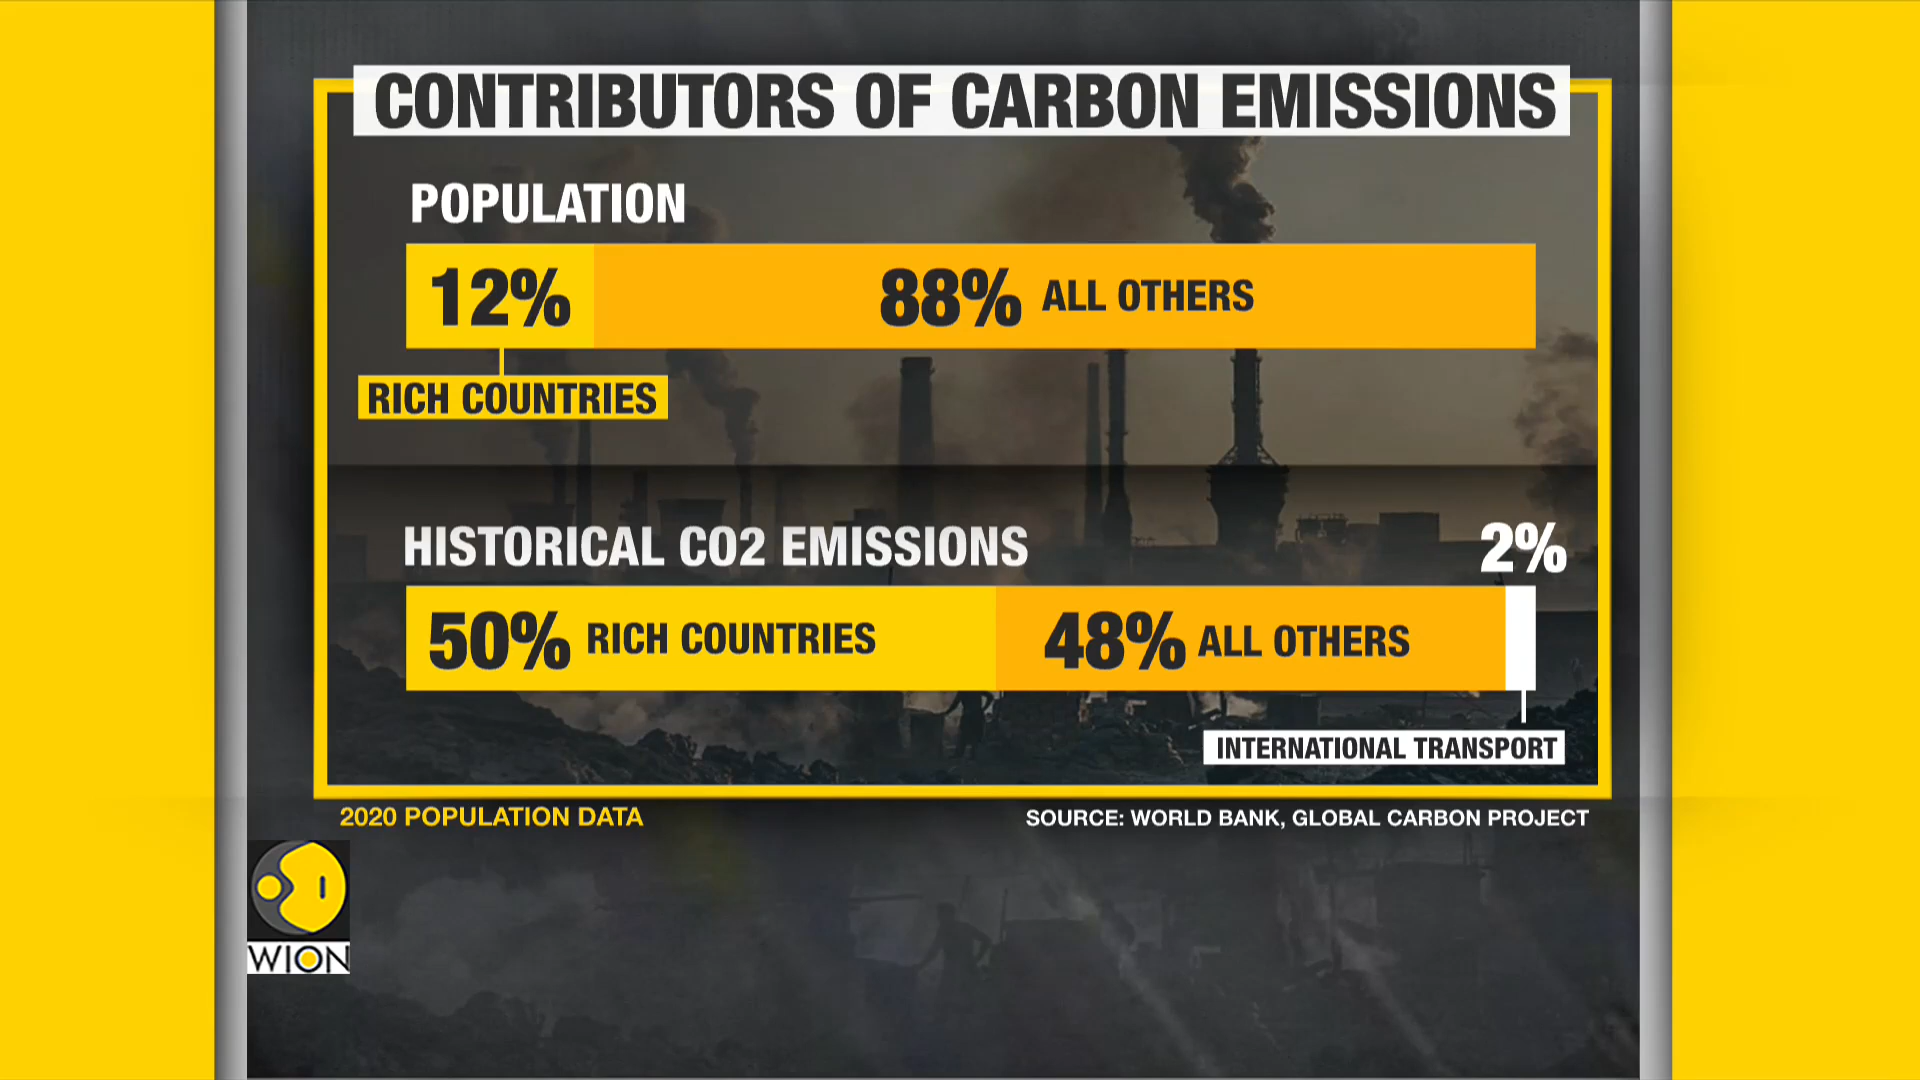 CONTRIBUTORS OF CARBON EMISSIONS
POPULATION
12%
88% ALL OTHERS
RICH COUNTRIES
HISTORICAL CO2 EMISSIONS
2%
50% RICH COUNTRIES
48% ALL OTHERS
INTERNATIONAL TRANSPORT
2020 POPULATION DATA
SOURCE: WORLD BANK, GLOBAL CARBON PROJECT
WION